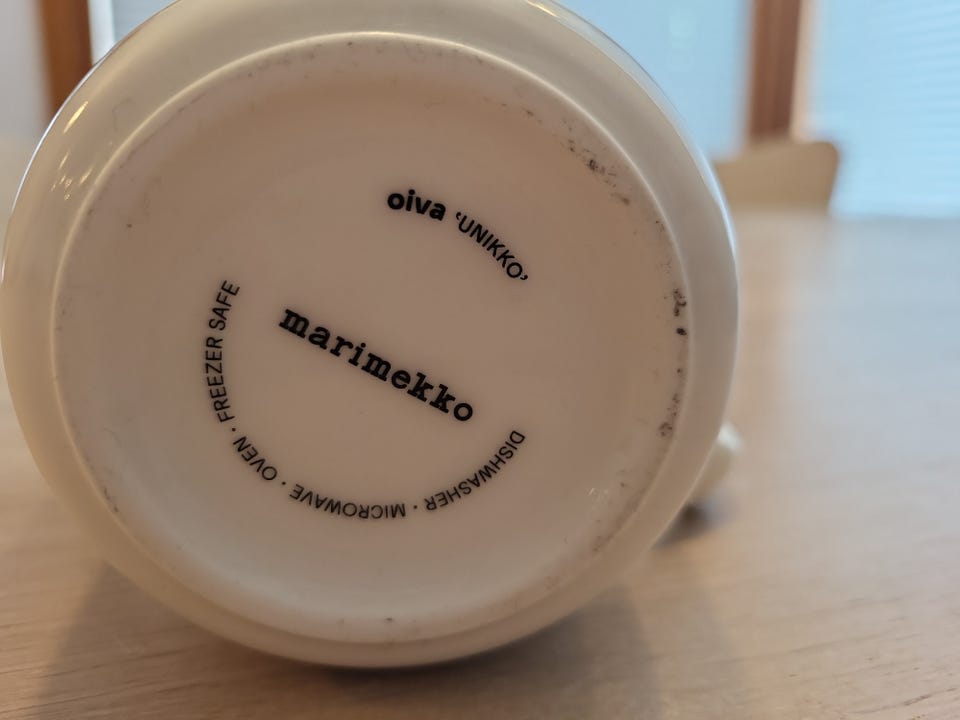 oiva 'UNIKKO'
marimekko
DISHWASHER · MICROWAVE · OVEN · FREEZER SAFE